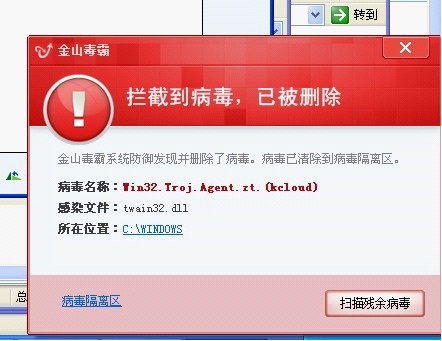 转到
金山毒霸
拦截到病毒，已被删除
金山毒霸系统防御发现并删除了病毒。病毒已清除到病毒隔离区。
病毒名称：Win32.Troj.Agent.zt.(kcloud)
感染文件：twain32.dll
所在位置：C:\WINDOWS
总
病毒隔离区
扫描残余病毒